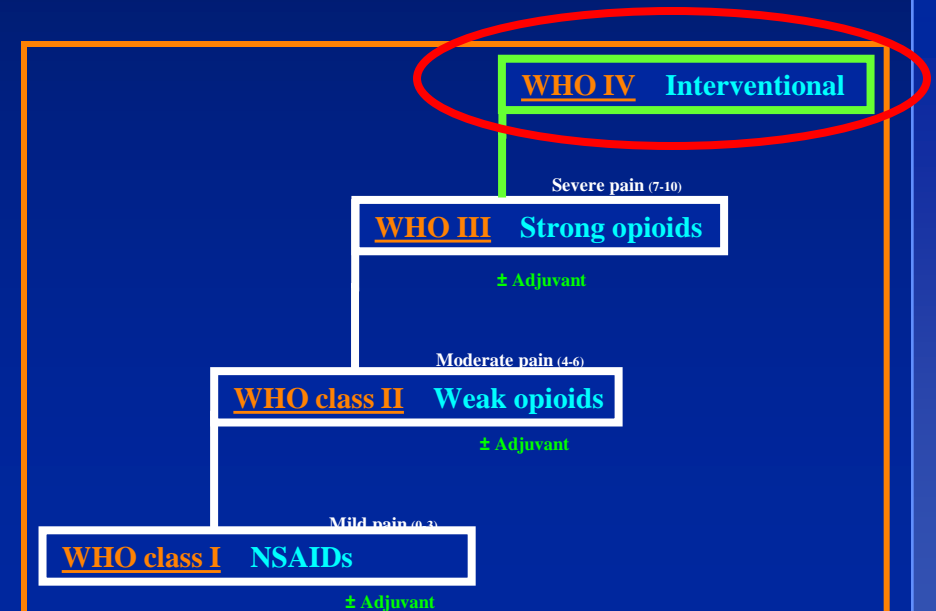 WHO IV Interventional
Severe pain (7-10)
WHO III Strong opioids
± Adjuvant
Moderate pain (4-6)
WHO class II Weak opioids
± Adjuvant
Mild pain (0-3)
WHO class I NSAIDs
± Adjuvant